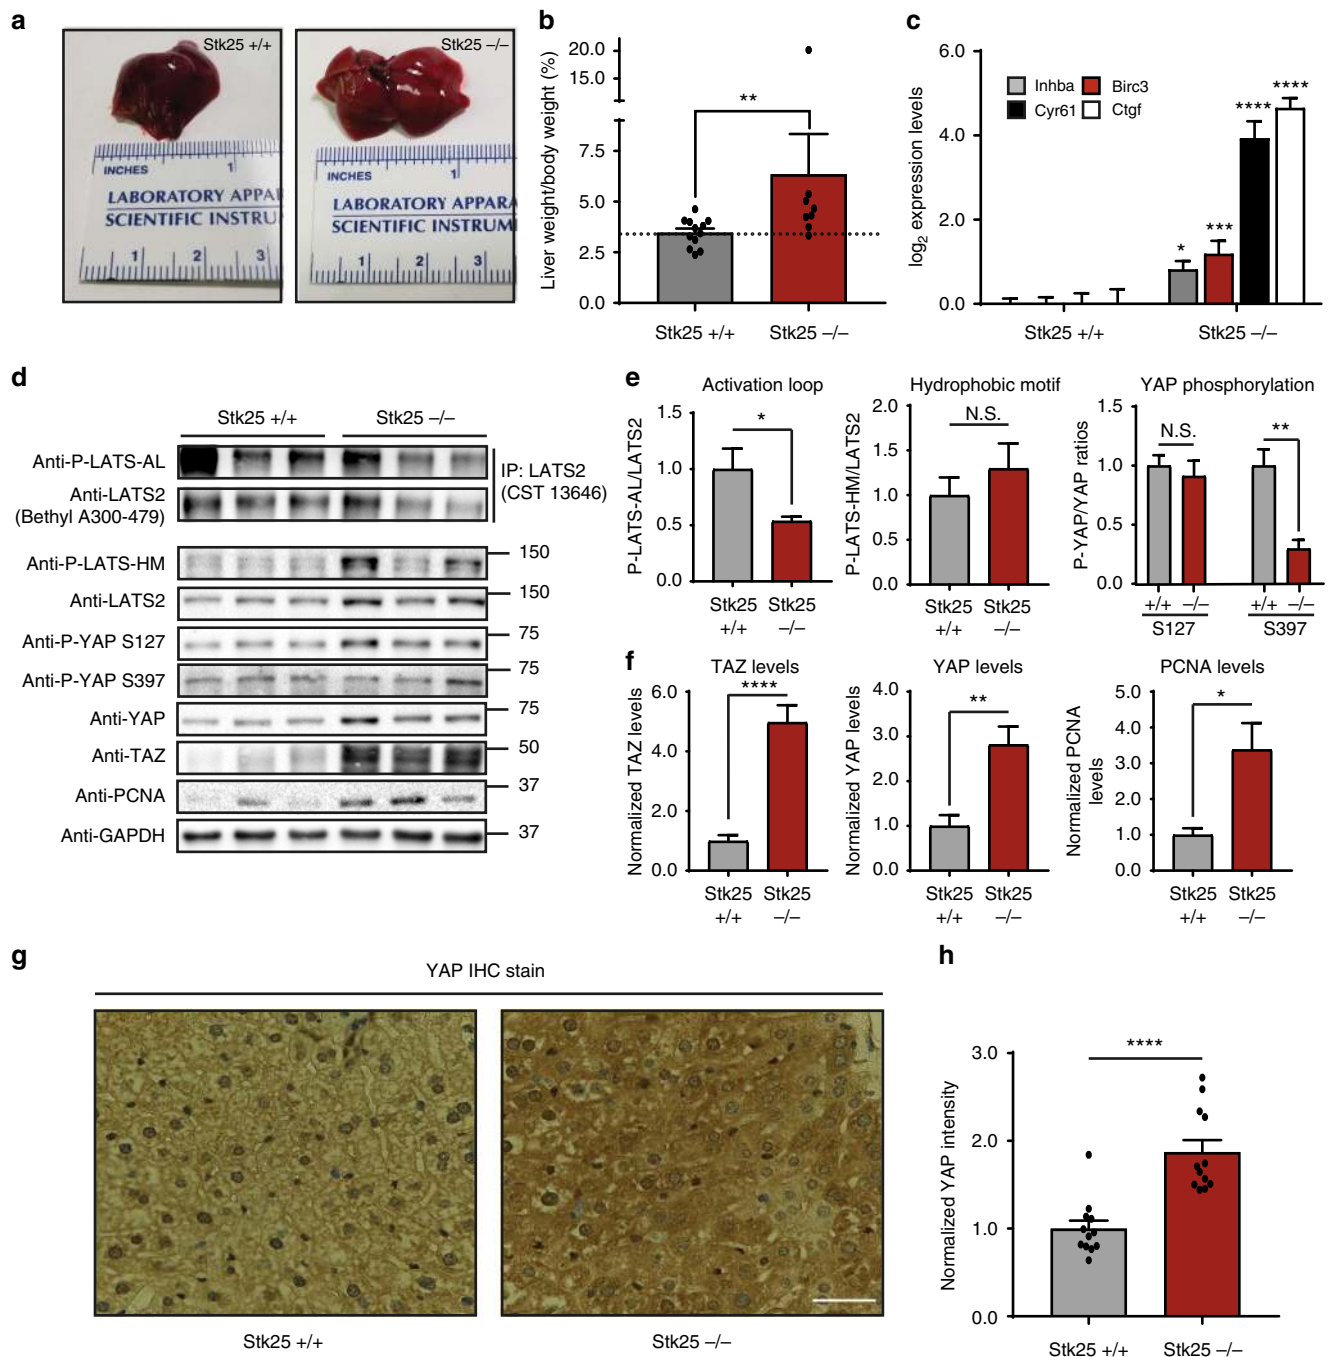 a
Stk25 +/+
INCHES
1
LABORATORY APPA
SCIENTIFIC INSTRU
1 2 3
Stk25 –/–
INCHES
1
LABORATORY APPARA
SCIENTIFIC INSTRUM
1 2 3
b
Liver weight/body weight (%)
20.0
15.0
7.5
5.0
2.5
0.0
**
Stk25 +/+
Stk25 –/–
c
log2 expression levels
6.0
4.0
2.0
0.0
Inhba
Birc3
Cyr61
Ctgf
*
***
****
****
Stk25 +/+
Stk25 –/–
d
Stk25 +/+
Stk25 –/–
Anti-P-LATS-AL
Anti-LATS2
(Bethyl A300-479)
IP: LATS2
(CST 13646)
Anti-P-LATS-HM
150
Anti-LATS2
150
Anti-P-YAP S127
75
Anti-P-YAP S397
75
Anti-YAP
75
Anti-TAZ
50
Anti-PCNA
37
Anti-GAPDH
37
e
Activation loop
P-LATS-AL/LATS2
1.5
1.0
0.5
0.0
*
Stk25 Stk25
+/+ –/–
Hydrophobic motif
P-LATS-HM/LATS2
2.0
1.5
1.0
0.5
0.0
N.S.
Stk25 Stk25
+/+ –/–
YAP phosphorylation
P-YAP/YAP ratios
1.5
1.0
0.5
0.0
N.S.
**
+/+ –/– +/+ –/–
S127 S397
f
TAZ levels
Normalized TAZ levels
6.0
4.0
2.0
0.0
****
Stk25 Stk25
+/+ –/–
YAP levels
Normalized YAP levels
4.0
3.0
2.0
1.0
0.0
**
Stk25 Stk25
+/+ –/–
PCNA levels
Normalized PCNA
levels
5.0
4.0
3.0
2.0
1.0
0.0
*
Stk25 Stk25
+/+ –/–
g
YAP IHC stain
Stk25 +/+
Stk25 –/–
h
Normalized YAP intensity
3.0
2.0
1.0
0.0
****
Stk25 +/+
Stk25 –/–